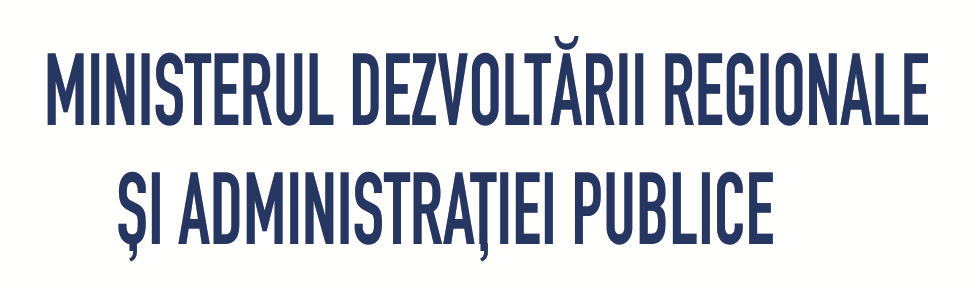 MINISTERUL DEZVOLTĂRII REGIONALE
ȘI ADMINISTRAȚIEI PUBLICE